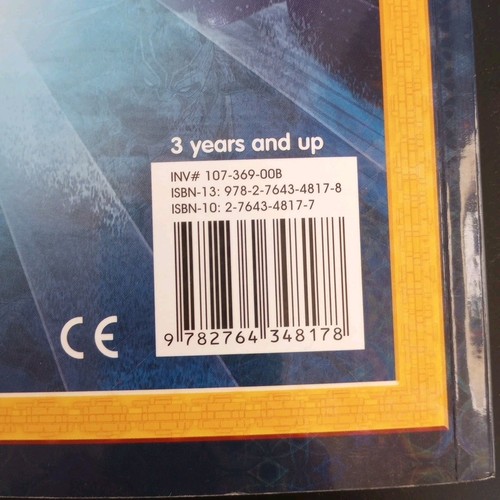 3 years and up
INV# 107-369-00B
ISBN-13: 978-2-7643-4817-8
ISBN-10: 2-7643-4817-7
9 782764 348178
CE